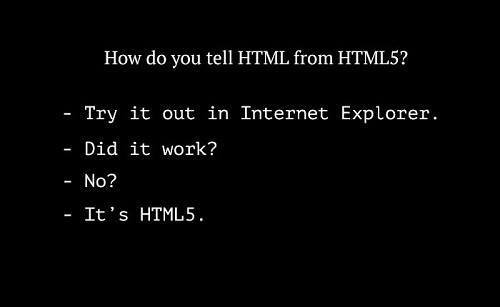 How do you tell HTML from HTML5?
- Try it out in Internet Explorer.
- Did it work?
- No?
- It's HTML5.